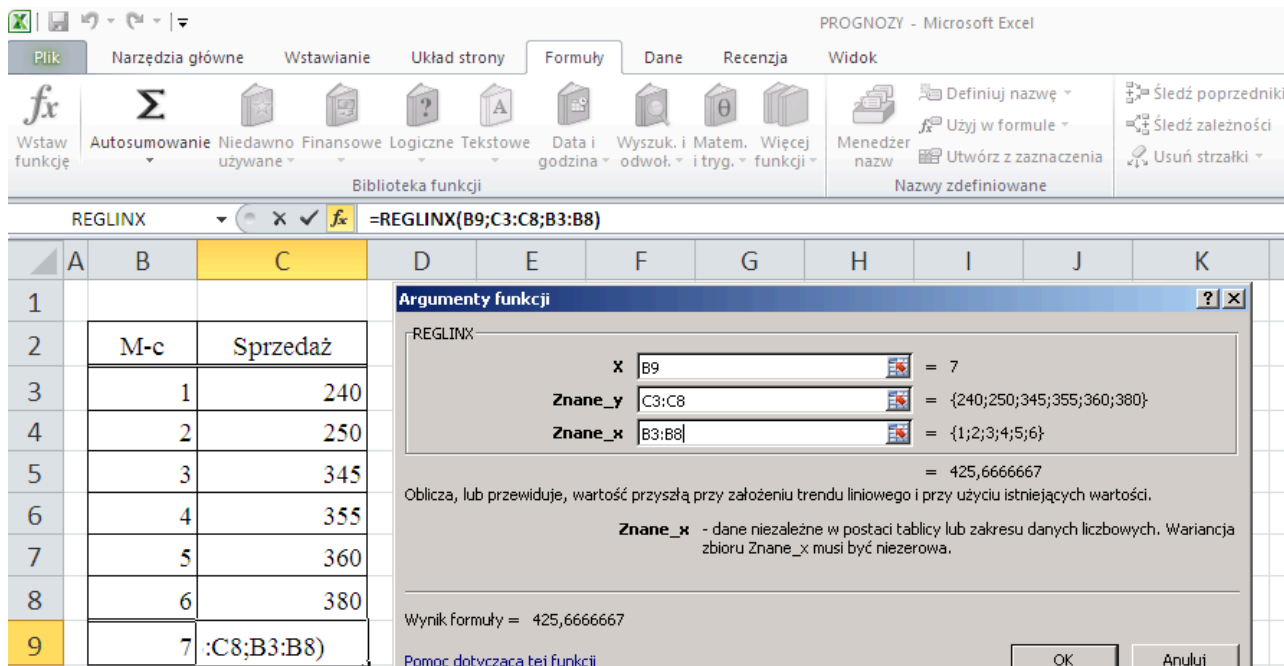 PROGNOZY - Microsoft Excel
Plik Narzędzia główne Wstawianie Układ strony Formuły Dane Recenzja Widok
fx Σ ? A θ
Wstaw funkcję
Autosumowanie
Niedawno używane
Finansowe
Logiczne
Tekstowe
Data i godzina
Wyszuk. i odwoł.
Matem. i tryg.
Więcej funkcji
Biblioteka funkcji
Menedżer nazw
Definiuj nazwę
Użyj w formule
Utwórz z zaznaczenia
Nazwy zdefiniowane
Śledź poprzedniki
Śledź zależności
Usuń strzałki
REGLINX fx =REGLINX(B9;C3:C8;B3:B8)
A B C D E F G H I J K
1
2 M-c Sprzedaż
3 1 240
4 2 250
5 3 345
6 4 355
7 5 360
8 6 380
9 7 :C8;B3:B8)
Argumenty funkcji
REGLINX
X B9 = 7
Znane_y C3:C8 = {240;250;345;355;360;380}
Znane_x B3:B8 = {1;2;3;4;5;6}
= 425,6666667
Oblicza, lub przewiduje, wartość przyszłą przy założeniu trendu liniowego i przy użyciu istniejących wartości.
Znane_x - dane niezależne w postaci tablicy lub zakresu danych liczbowych. Wariancja
zbioru Znane_x musi być niezerowa.
Wynik formuły = 425,6666667
Pomoc dotycząca tej funkcji OK Anuluj